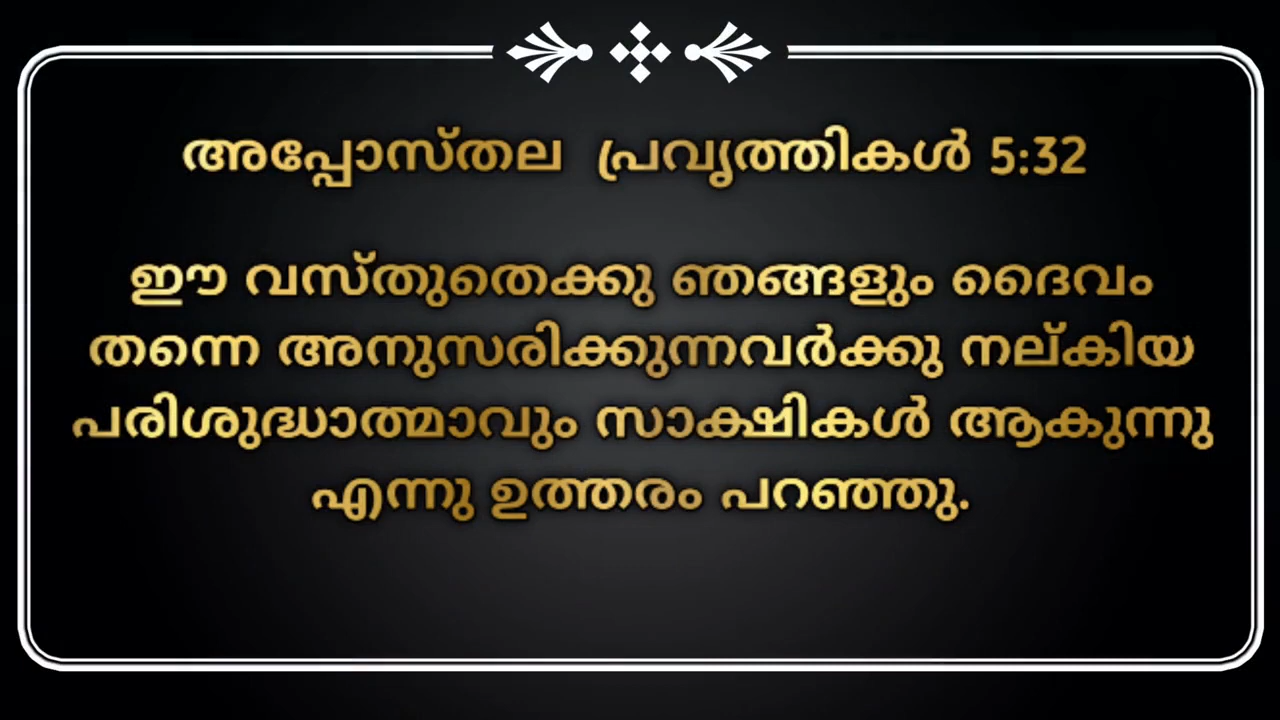 അപ്പോസ്തല പ്രവൃത്തികൾ 5:32
ഈ വസ്തുതെക്കു ഞങ്ങളും ദൈവം
തന്നെ അനുസരിക്കുന്നവർക്കു നല്കിയ
പരിശുദ്ധാത്മാവും സാക്ഷികൾ ആകുന്നു
എന്നു ഉത്തരം പറഞ്ഞു.